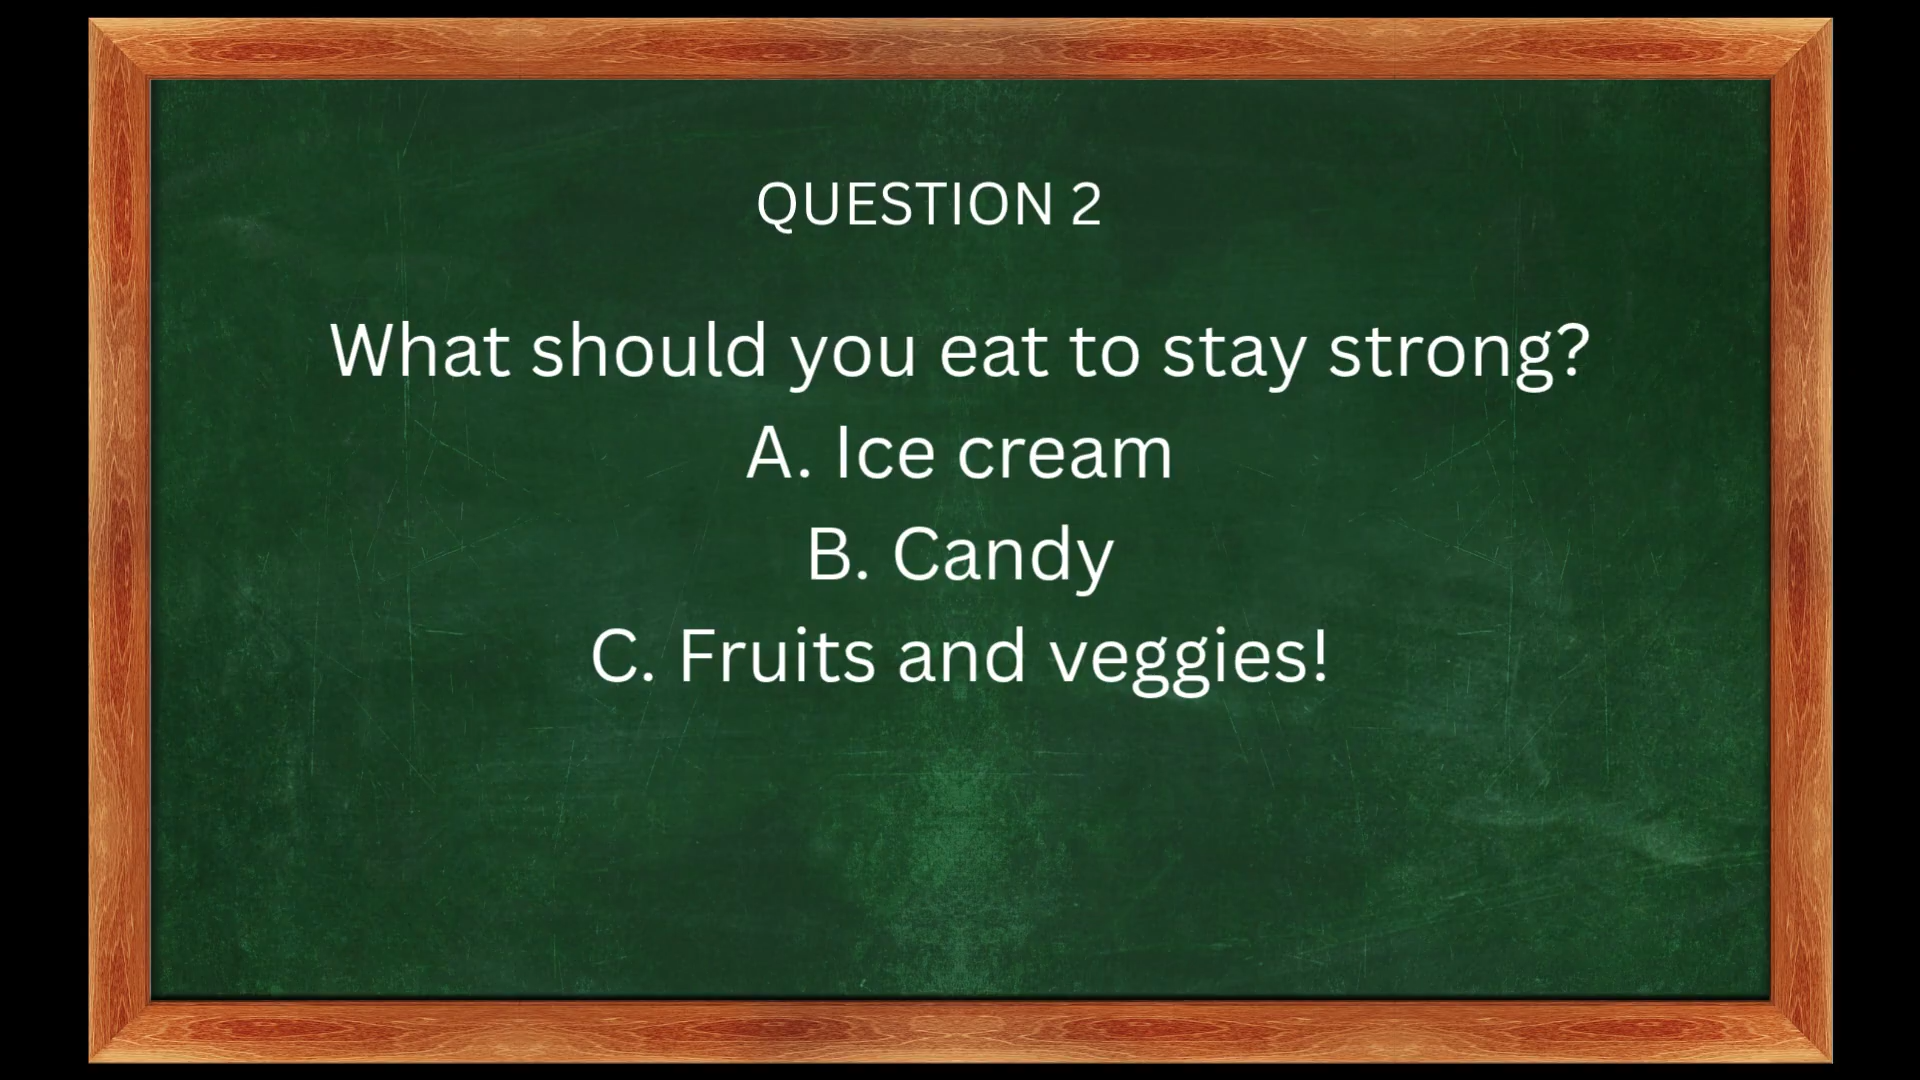 QUESTION 2
What should you eat to stay strong?
A. Ice cream
B. Candy
C. Fruits and veggies!